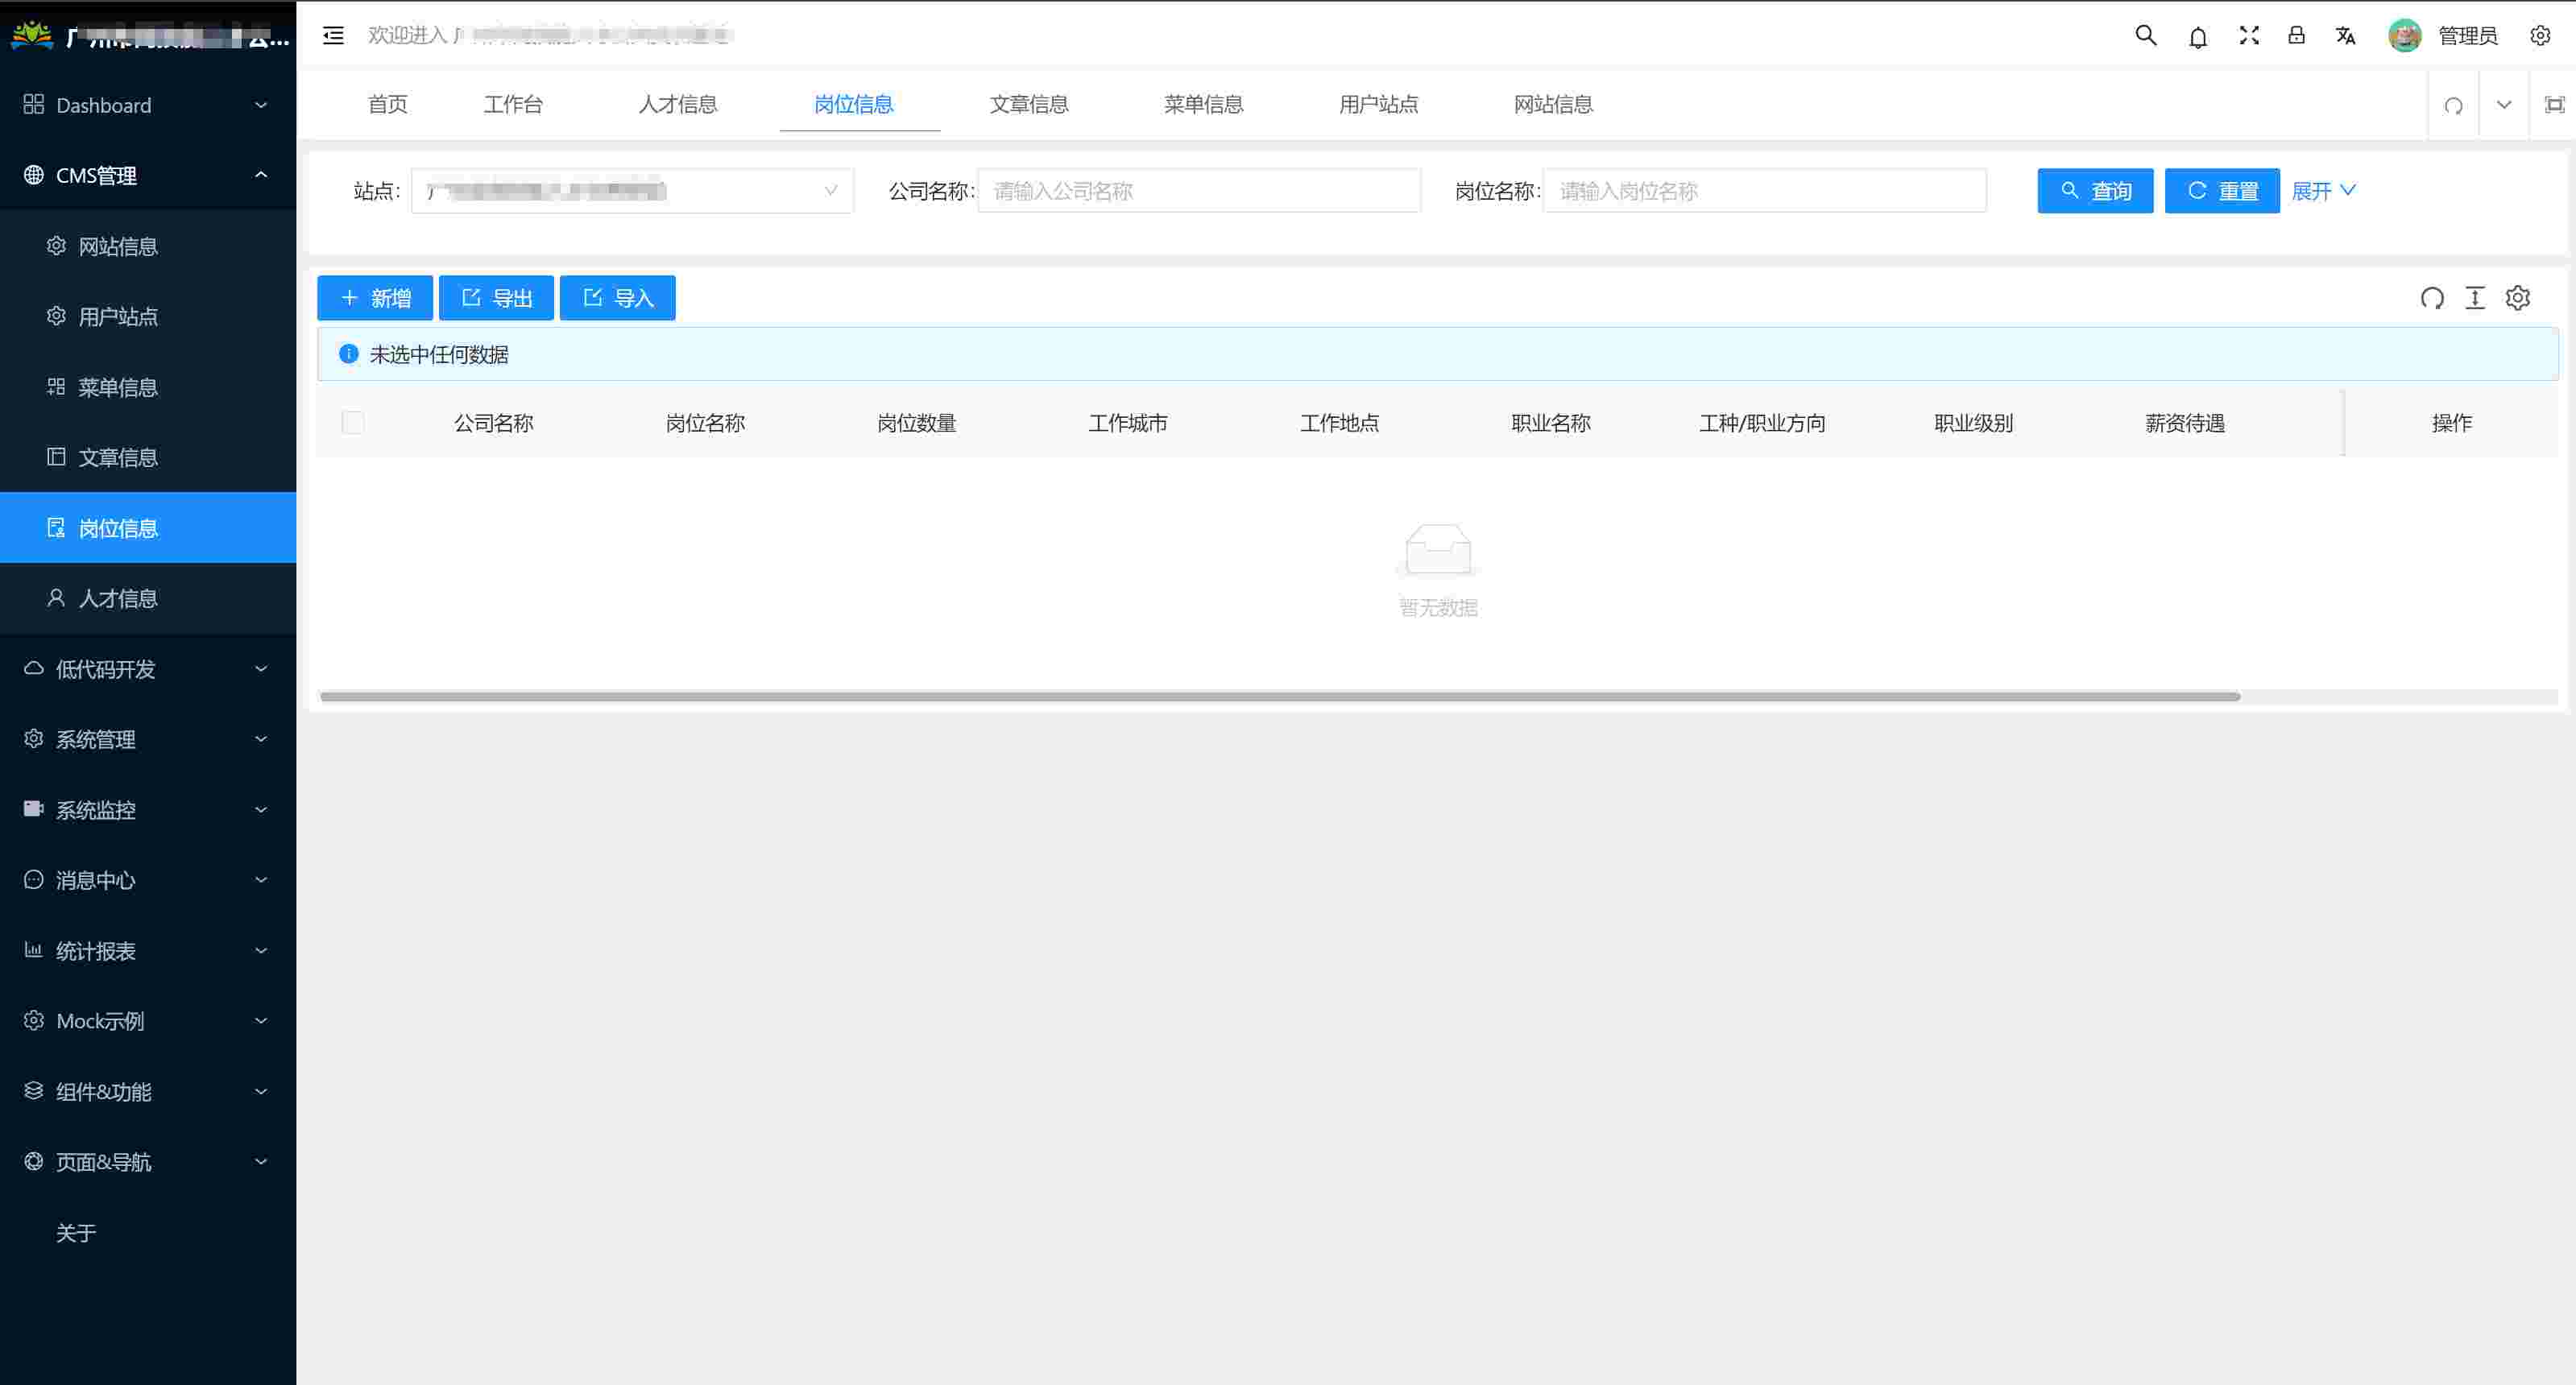 欢迎进入
管理员
首页 工作台 人才信息 岗位信息 文章信息 菜单信息 用户站点 网站信息
Dashboard
CMS管理
网站信息
用户站点
菜单信息
文章信息
岗位信息
人才信息
低代码开发
系统管理
系统监控
消息中心
统计报表
Mock示例
组件&功能
页面&导航
关于
站点: 公司名称: 请输入公司名称 岗位名称: 请输入岗位名称 查询 重置 展开
新增 导出 导入
未选中任何数据
公司名称 岗位名称 岗位数量 工作城市 工作地点 职业名称 工种/职业方向 职业级别 薪资待遇 操作
暂无数据